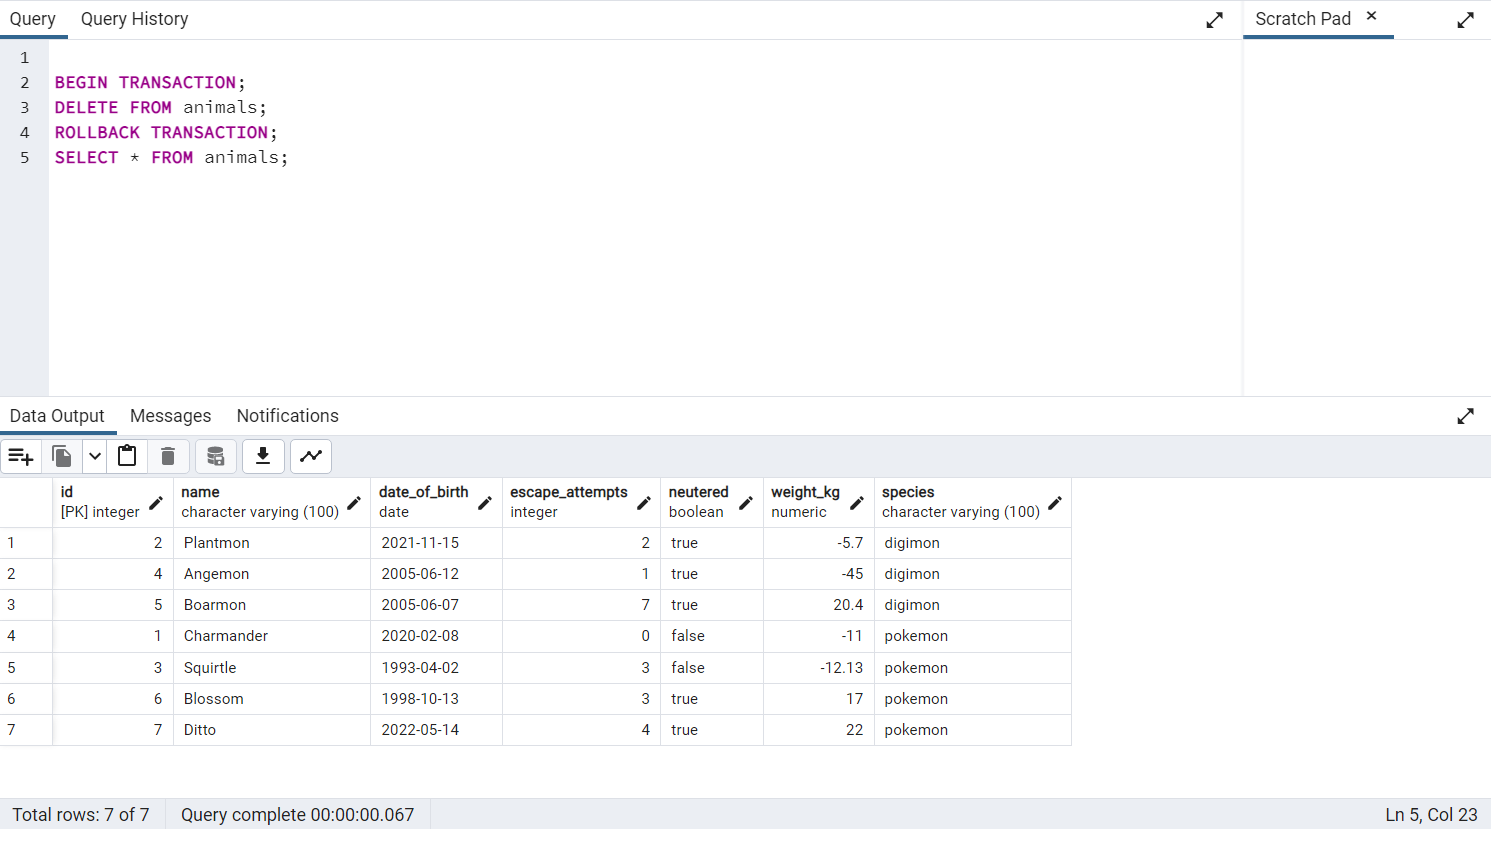 Query Query History Scratch Pad ×
1
2 BEGIN TRANSACTION;
3 DELETE FROM animals;
4 ROLLBACK TRANSACTION;
5 SELECT * FROM animals;
Data Output Messages Notifications
id name date_of_birth escape_attempts neutered weight_kg species
[PK] integer character varying (100) date integer boolean numeric character varying (100)
1 2 Plantmon 2021-11-15 2 true -5.7 digimon
2 4 Angemon 2005-06-12 1 true -45 digimon
3 5 Boarmon 2005-06-07 7 true 20.4 digimon
4 1 Charmander 2020-02-08 0 false -11 pokemon
5 3 Squirtle 1993-04-02 3 false -12.13 pokemon
6 6 Blossom 1998-10-13 3 true 17 pokemon
7 7 Ditto 2022-05-14 4 true 22 pokemon
Total rows: 7 of 7 Query complete 00:00:00.067 Ln 5, Col 23